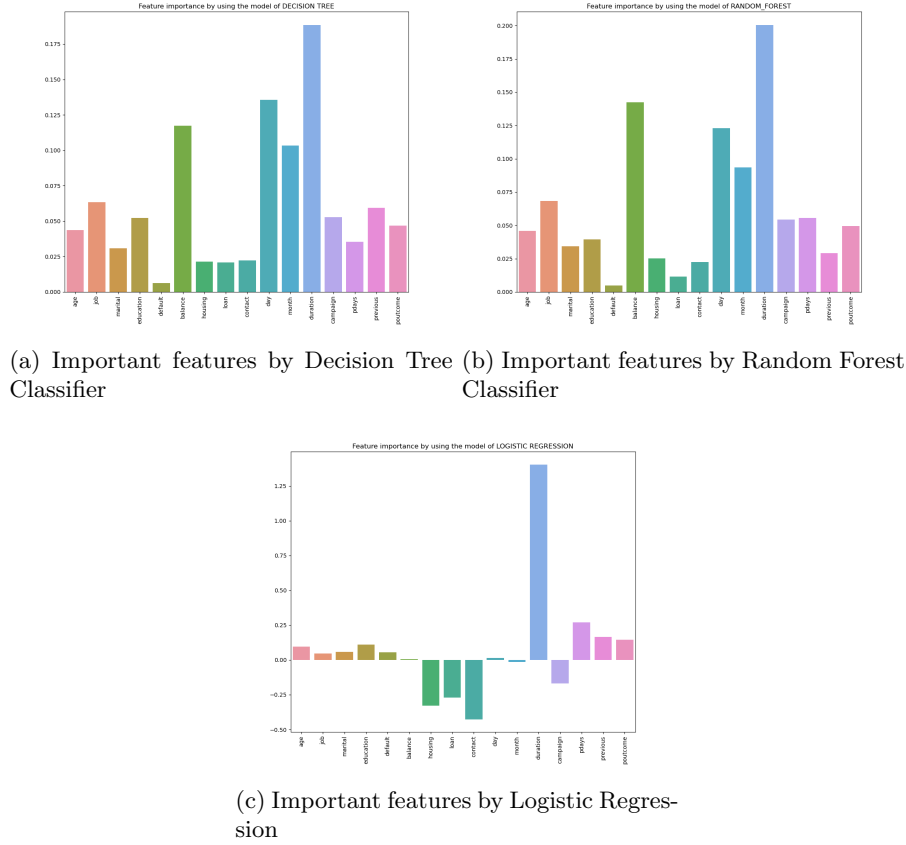 Feature importance by using the model of DECISION TREE
0.175
0.150
0.125
0.100
0.075
0.050
0.025
0.000
age
job
marital
education
default
balance
housing
loan
contact
day
month
duration
campaign
pdays
previous
poutcome
(a) Important features by Decision Tree
Classifier
Feature importance by using the model of RANDOM_FOREST
0.200
0.175
0.150
0.125
0.100
0.075
0.050
0.025
0.000
age
job
marital
education
default
balance
housing
loan
contact
day
month
duration
campaign
pdays
previous
poutcome
(b) Important features by Random Forest
Classifier
Feature importance by using the model of LOGISTIC REGRESSION
1.25
1.00
0.75
0.50
0.25
0.00
−0.25
−0.50
age
job
marital
education
default
balance
housing
loan
contact
day
month
duration
campaign
pdays
previous
poutcome
(c) Important features by Logistic Regres-
sion